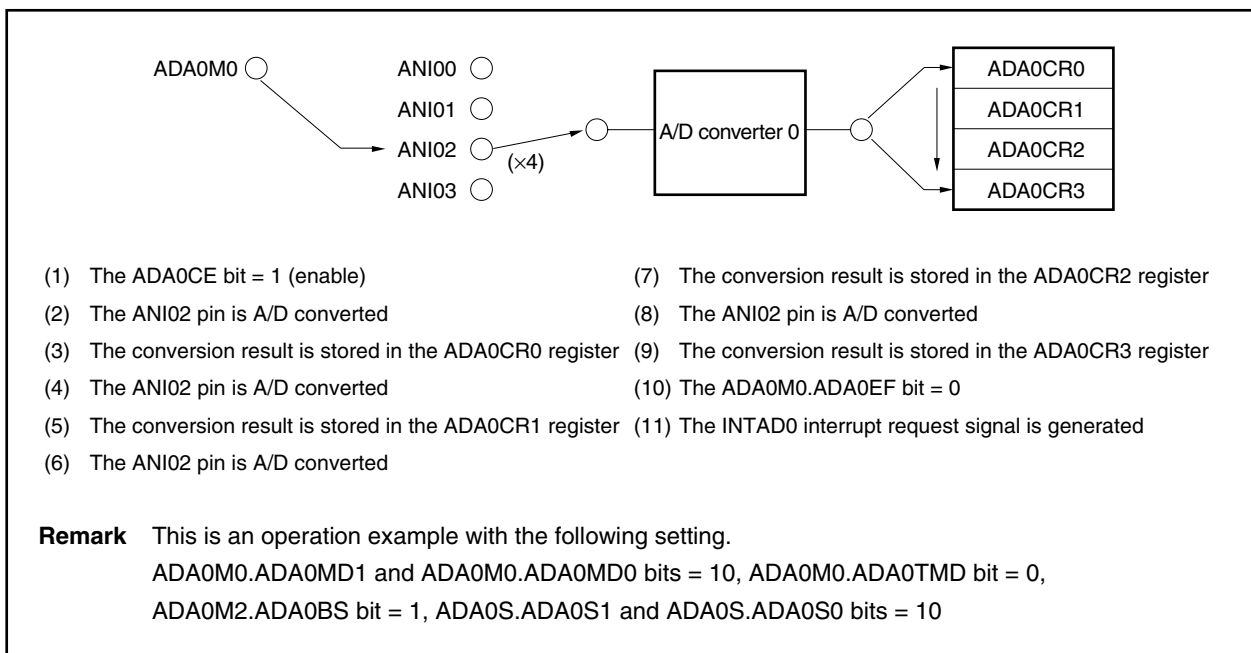 ADA0M0
ANI00
ANI01
ANI02
ANI03
(×4)
A/D converter 0
ADA0CR0
ADA0CR1
ADA0CR2
ADA0CR3
(1) The ADA0CE bit = 1 (enable)
(2) The ANI02 pin is A/D converted
(3) The conversion result is stored in the ADA0CR0 register
(4) The ANI02 pin is A/D converted
(5) The conversion result is stored in the ADA0CR1 register
(6) The ANI02 pin is A/D converted
(7) The conversion result is stored in the ADA0CR2 register
(8) The ANI02 pin is A/D converted
(9) The conversion result is stored in the ADA0CR3 register
(10) The ADA0M0.ADA0EF bit = 0
(11) The INTAD0 interrupt request signal is generated
Remark This is an operation example with the following setting.
ADA0M0.ADA0MD1 and ADA0M0.ADA0MD0 bits = 10, ADA0M0.ADA0TMD bit = 0,
ADA0M2.ADA0BS bit = 1, ADA0S.ADA0S1 and ADA0S.ADA0S0 bits = 10